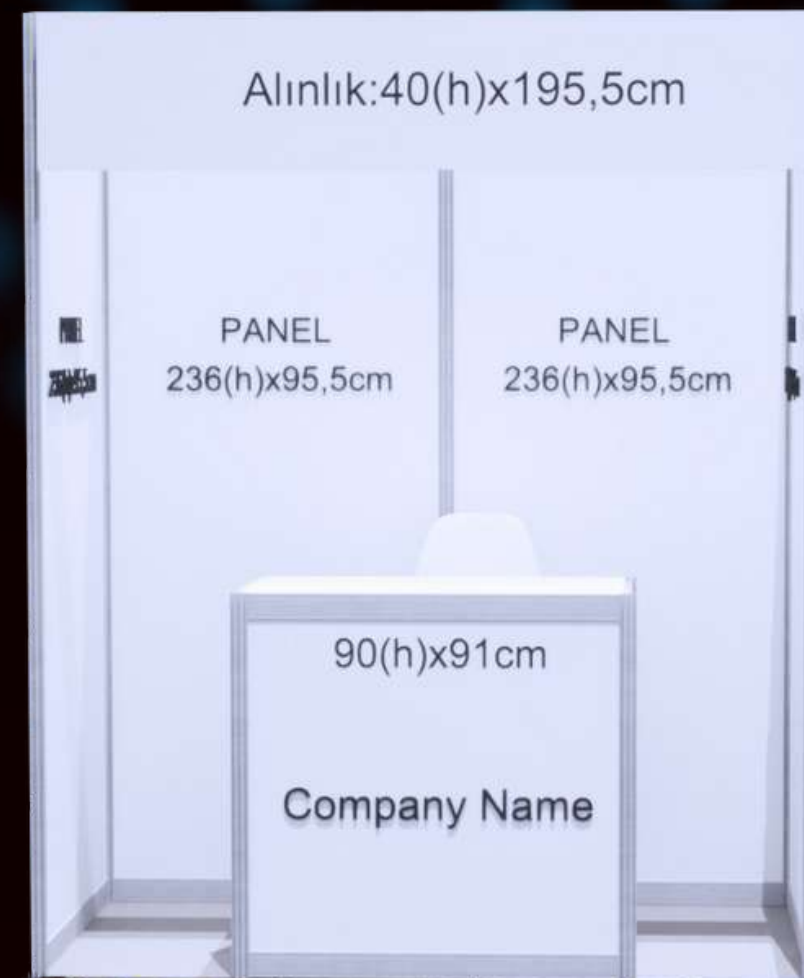 Alınlık:40(h)x195,5cm
PANEL
236(h)x95,5cm
PANEL
236(h)x95,5cm
90(h)x91cm
Company Name